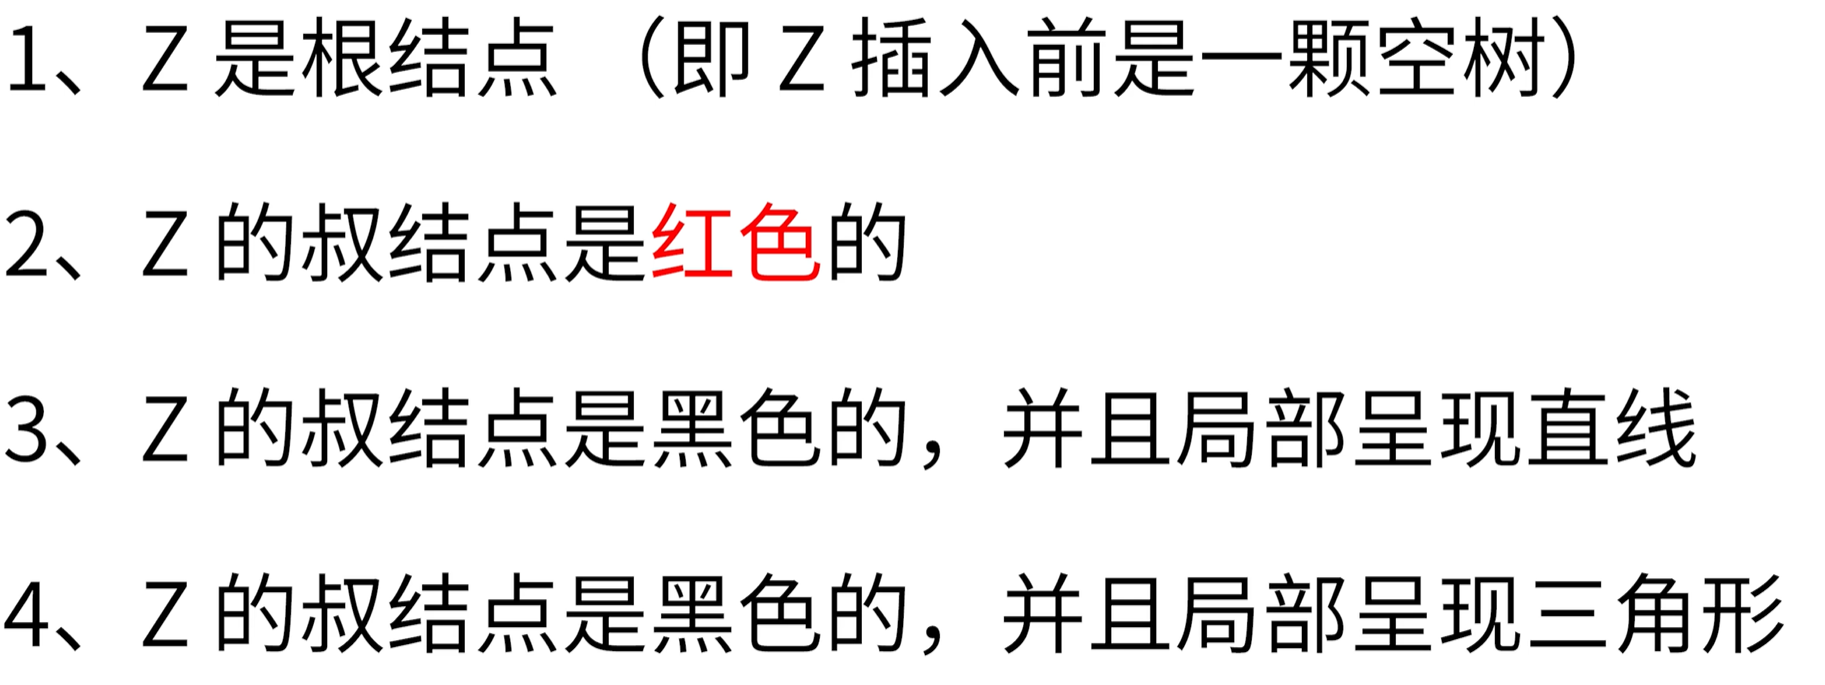 1、Z 是根结点 （即 Z 插入前是一颗空树）
2、Z 的叔结点是红色的
3、Z 的叔结点是黑色的，并且局部呈现直线
4、Z 的叔结点是黑色的，并且局部呈现三角形